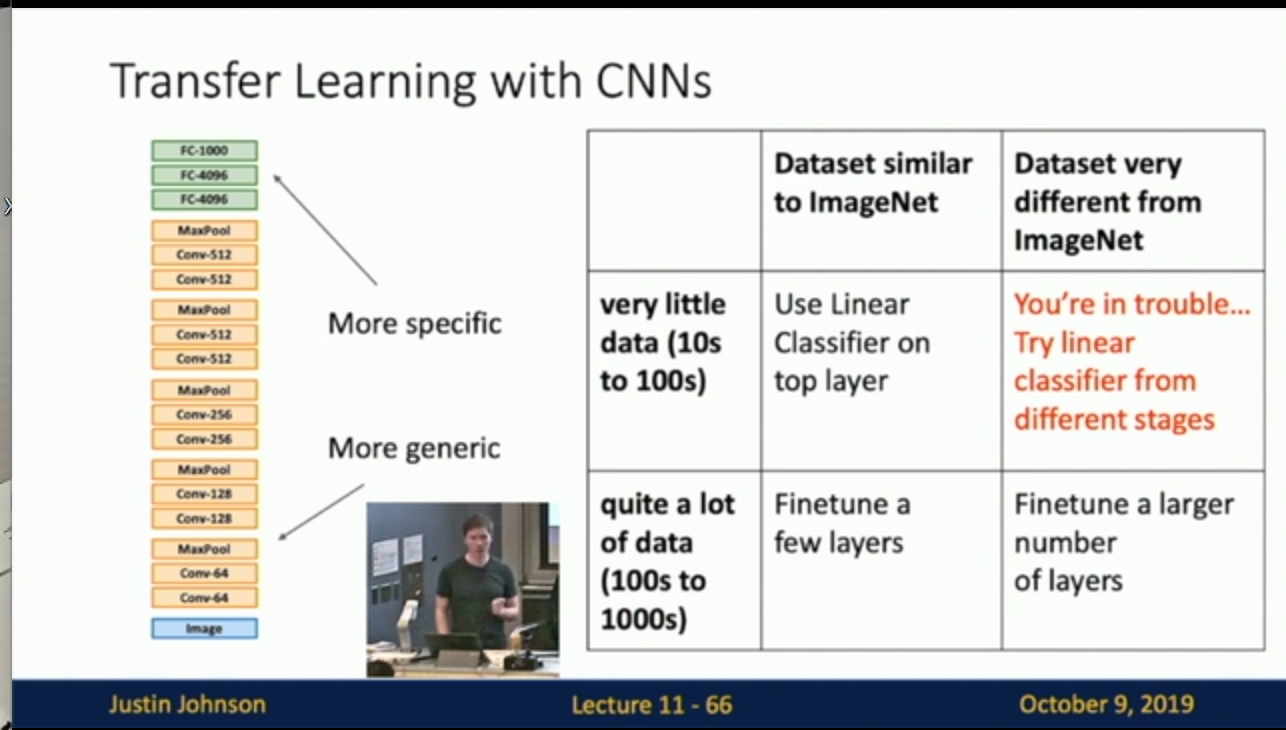 Transfer Learning with CNNs
FC-1000
FC-4096
FC-4096
MaxPool
Conv-512
Conv-512
MaxPool
Conv-512
Conv-512
MaxPool
Conv-256
Conv-256
MaxPool
Conv-128
Conv-128
MaxPool
Conv-64
Conv-64
Image
More specific
More generic
Dataset similar
to ImageNet
Dataset very
different from
ImageNet
very little
data (10s
to 100s)
Use Linear
Classifier on
top layer
You're in trouble...
Try linear
classifier from
different stages
quite a lot
of data
(100s to
1000s)
Finetune a
few layers
Finetune a larger
number
of layers
Justin Johnson
Lecture 11 - 66
October 9, 2019